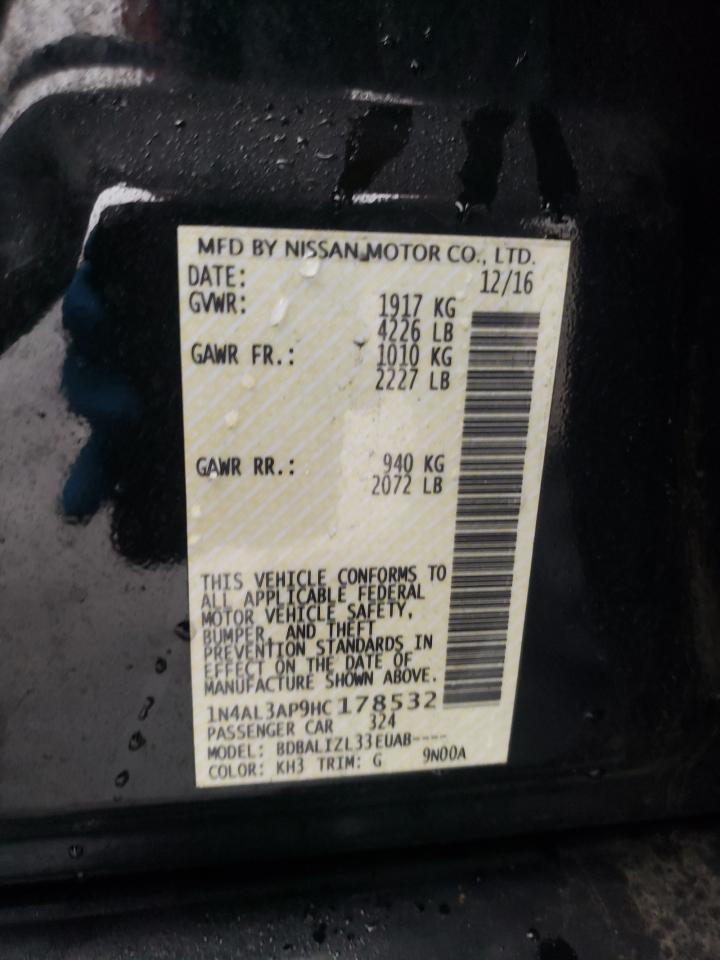 MFD BY NISSAN MOTOR CO., LTD.
DATE: 12/16
GVWR: 1917 KG
4226 LB
GAWR FR.: 1010 KG
2227 LB
GAWR RR.: 940 KG
2072 LB
THIS VEHICLE CONFORMS TO
ALL APPLICABLE FEDERAL
MOTOR VEHICLE SAFETY,
BUMPER, AND THEFT
PREVENTION STANDARDS IN
EFFECT ON THE DATE OF
MANUFACTURE SHOWN ABOVE.
1N4AL3AP9HC178532
PASSENGER CAR 324
MODEL: BDBALIZL33EUAB----
COLOR: KH3 TRIM: G 9N00A